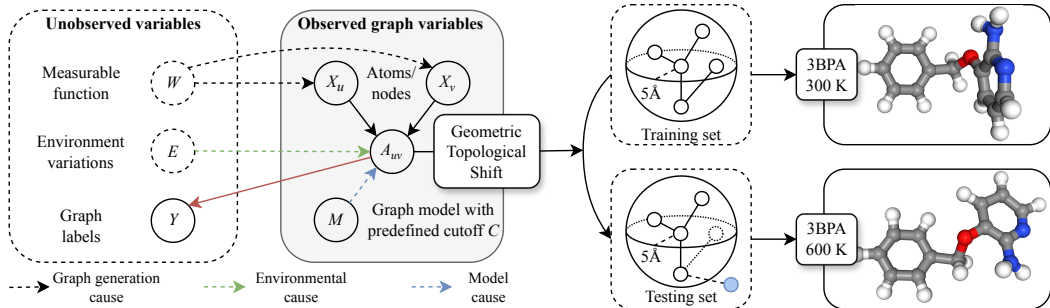 Unobserved variables
Observed graph variables
Measurable
function
W
X_u
Atoms/
nodes
X_v
Environment
variations
E
A_uv
Geometric
Topological
Shift
Graph
labels
Y
M
Graph model with
predefined cutoff C
Graph generation
cause
Environmental
cause
Model
cause
5Å
Training set
3BPA
300 K
5Å
Testing set
3BPA
600 K